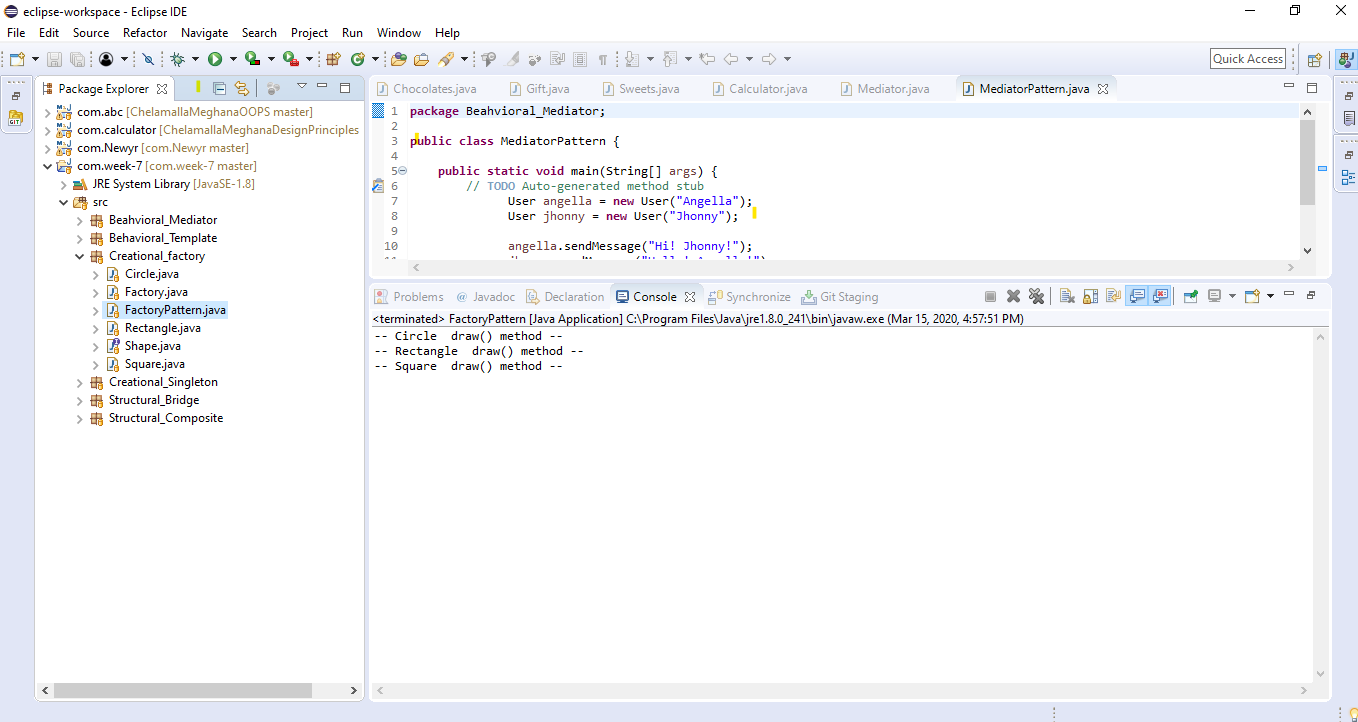 eclipse-workspace - Eclipse IDE
File Edit Source Refactor Navigate Search Project Run Window Help
Quick Access
Package Explorer
com.abc [ChelamallaMeghanaOOPS master]
com.calculator [ChelamallaMeghanaDesignPrinciples
com.Newyr [com.Newyr master]
com.week-7 [com.week-7 master]
JRE System Library [JavaSE-1.8]
src
Beahvioral_Mediator
Behavioral_Template
Creational_factory
Circle.java
Factory.java
FactoryPattern.java
Rectangle.java
Shape.java
Square.java
Creational_Singleton
Structural_Bridge
Structural_Composite
Chocolates.java Gift.java Sweets.java Calculator.java Mediator.java MediatorPattern.java
1 package Beahvioral_Mediator;
2
3 public class MediatorPattern {
4
5 public static void main(String[] args) {
6 // TODO Auto-generated method stub
7 User angella = new User("Angella");
8 User jhonny = new User("Jhonny");
9
10 angella.sendMessage("Hi! Jhonny!");
Problems Javadoc Declaration Console Synchronize Git Staging
<terminated> FactoryPattern [Java Application] C:\Program Files\Java\jre1.8.0_241\bin\javaw.exe (Mar 15, 2020, 4:57:51 PM)
-- Circle draw() method --
-- Rectangle draw() method --
-- Square draw() method --